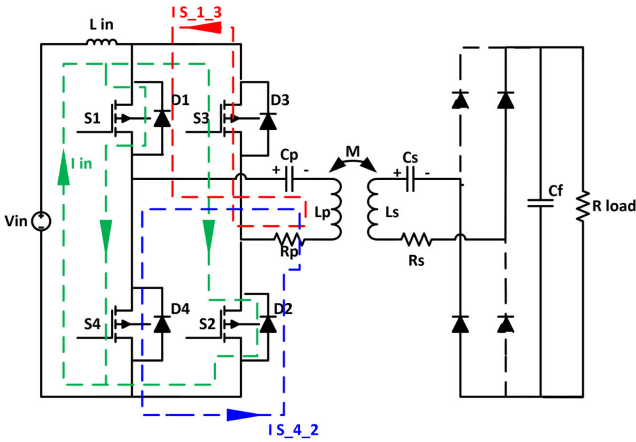 I S_1_3
L in
S1
D1
S3
D3
I in
Cp
M
Cs
+ -
+ -
Vin
+
-
Lp
Ls
Cf
R load
Rp
Rs
S4
D4
S2
D2
I S_4_2